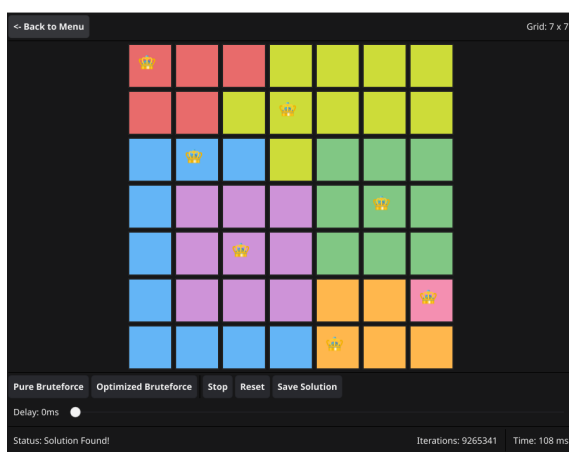 <- Back to Menu Grid: 7 x 7
Pure Bruteforce Optimized Bruteforce Stop Reset Save Solution
Delay: 0ms
Status: Solution Found! Iterations: 9265341 Time: 108 ms